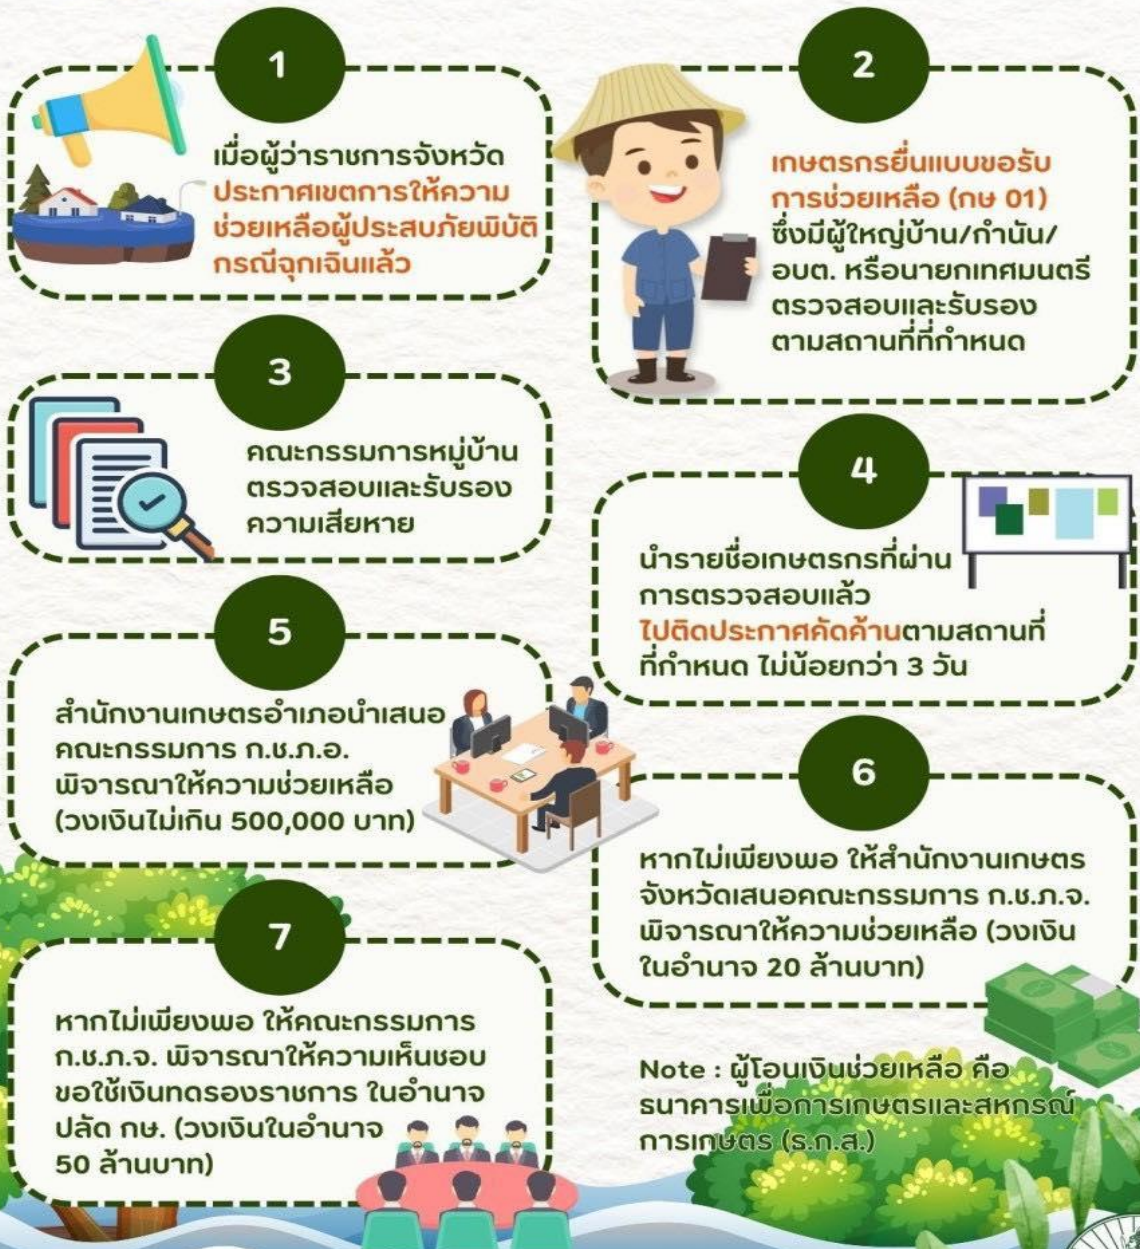 1
เมื่อผู้ว่าราชการจังหวัด
ประกาศเขตการให้ความ
ช่วยเหลือผู้ประสบภัยพิบัติ
กรณีฉุกเฉินแล้ว
2
เกษตรกรยื่นแบบขอรับ
การช่วยเหลือ (กษ 01)
ซึ่งมีผู้ใหญ่บ้าน/กำนัน/
อบต. หรือนายกเทศมนตรี
ตรวจสอบและรับรอง
ตามสถานที่ที่กำหนด
3
คณะกรรมการหมู่บ้าน
ตรวจสอบและรับรอง
ความเสียหาย
4
นำรายชื่อเกษตรกรที่ผ่าน
การตรวจสอบแล้ว
ไปติดประกาศคัดค้านตามสถานที่
ที่กำหนด ไม่น้อยกว่า 3 วัน
5
สำนักงานเกษตรอำเภอนำเสนอ
คณะกรรมการ ก.ช.ภ.อ.
พิจารณาให้ความช่วยเหลือ
(วงเงินไม่เกิน 500,000 บาท)
6
หากไม่เพียงพอ ให้สำนักงานเกษตร
จังหวัดเสนอคณะกรรมการ ก.ช.ภ.จ.
พิจารณาให้ความช่วยเหลือ (วงเงิน
ในอำนาจ 20 ล้านบาท)
7
หากไม่เพียงพอ ให้คณะกรรมการ
ก.ช.ภ.จ. พิจารณาให้ความเห็นชอบ
ขอใช้เงินทดรองราชการ ในอำนาจ
ปลัด กษ. (วงเงินในอำนาจ
50 ล้านบาท)
Note : ผู้โอนเงินช่วยเหลือ คือ
ธนาคารเพื่อการเกษตรและสหกรณ์
การเกษตร (ธ.ก.ส.)